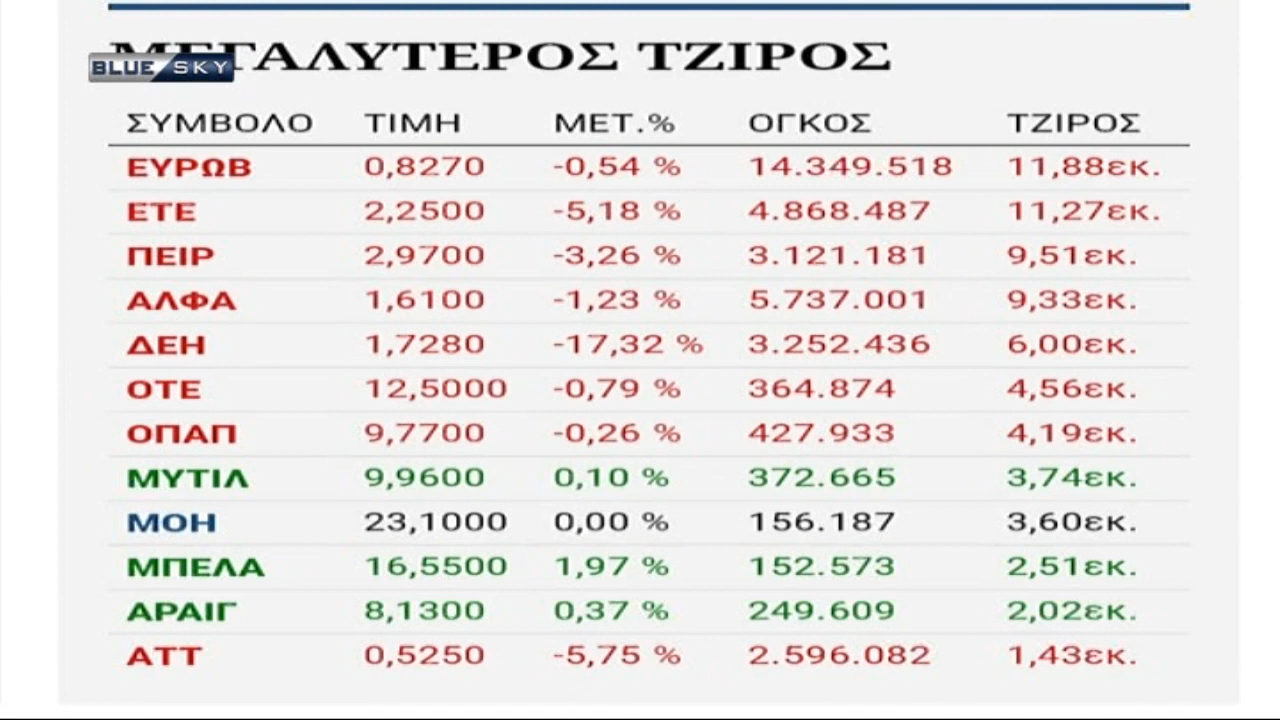 ΜΕΓΑΛΥΤΕΡΟΣ ΤΖΙΡΟΣ
BLUE SKY
ΣΥΜΒΟΛΟ ΤΙΜΗ ΜΕΤ.% ΟΓΚΟΣ ΤΖΙΡΟΣ
ΕΥΡΩΒ 0,8270 -0,54 % 14.349.518 11,88εκ.
ΕΤΕ 2,2500 -5,18 % 4.868.487 11,27εκ.
ΠΕΙΡ 2,9700 -3,26 % 3.121.181 9,51εκ.
ΑΛΦΑ 1,6100 -1,23 % 5.737.001 9,33εκ.
ΔΕΗ 1,7280 -17,32 % 3.252.436 6,00εκ.
ΟΤΕ 12,5000 -0,79 % 364.874 4,56εκ.
ΟΠΑΠ 9,7700 -0,26 % 427.933 4,19εκ.
ΜΥΤΙΛ 9,9600 0,10 % 372.665 3,74εκ.
ΜΟΗ 23,1000 0,00 % 156.187 3,60εκ.
ΜΠΕΛΑ 16,5500 1,97 % 152.573 2,51εκ.
ΑΡΑΙΓ 8,1300 0,37 % 249.609 2,02εκ.
ΑΤΤ 0,5250 -5,75 % 2.596.082 1,43εκ.